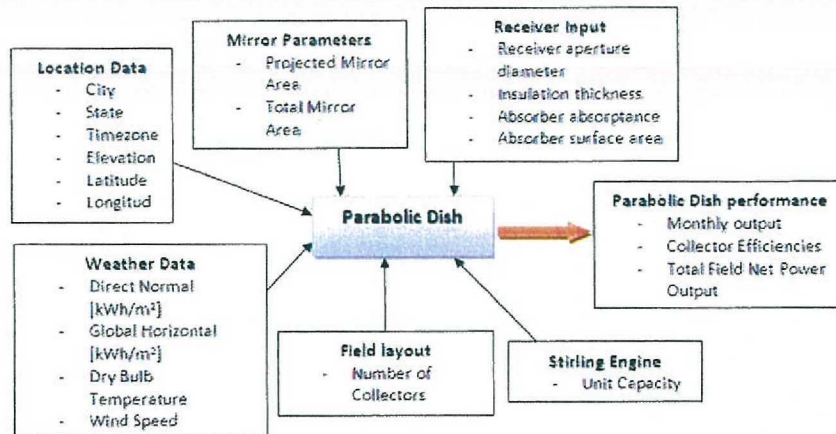 Mirror Parameters
- Projected Mirror
Area
- Total Mirror
Area
Receiver Input
- Receiver aperture
diameter
- Insulation thickness
- Absorber absorptance
- Absorber surface area
Location Data
- City
- State
- Timezone
- Elevation
- Latitude
- Longitud
Parabolic Dish
Parabolic Dish performance
- Monthly output
- Collector Efficiencies
- Total Field Net Power
Output
Weather Data
- Direct Normal
[kWh/m²]
- Global Horizontal
[kWh/m²]
- Dry Bulb
Temperature
- Wind Speed
Field layout
- Number of
Collectors
Stirling Engine
- Unit Capacity